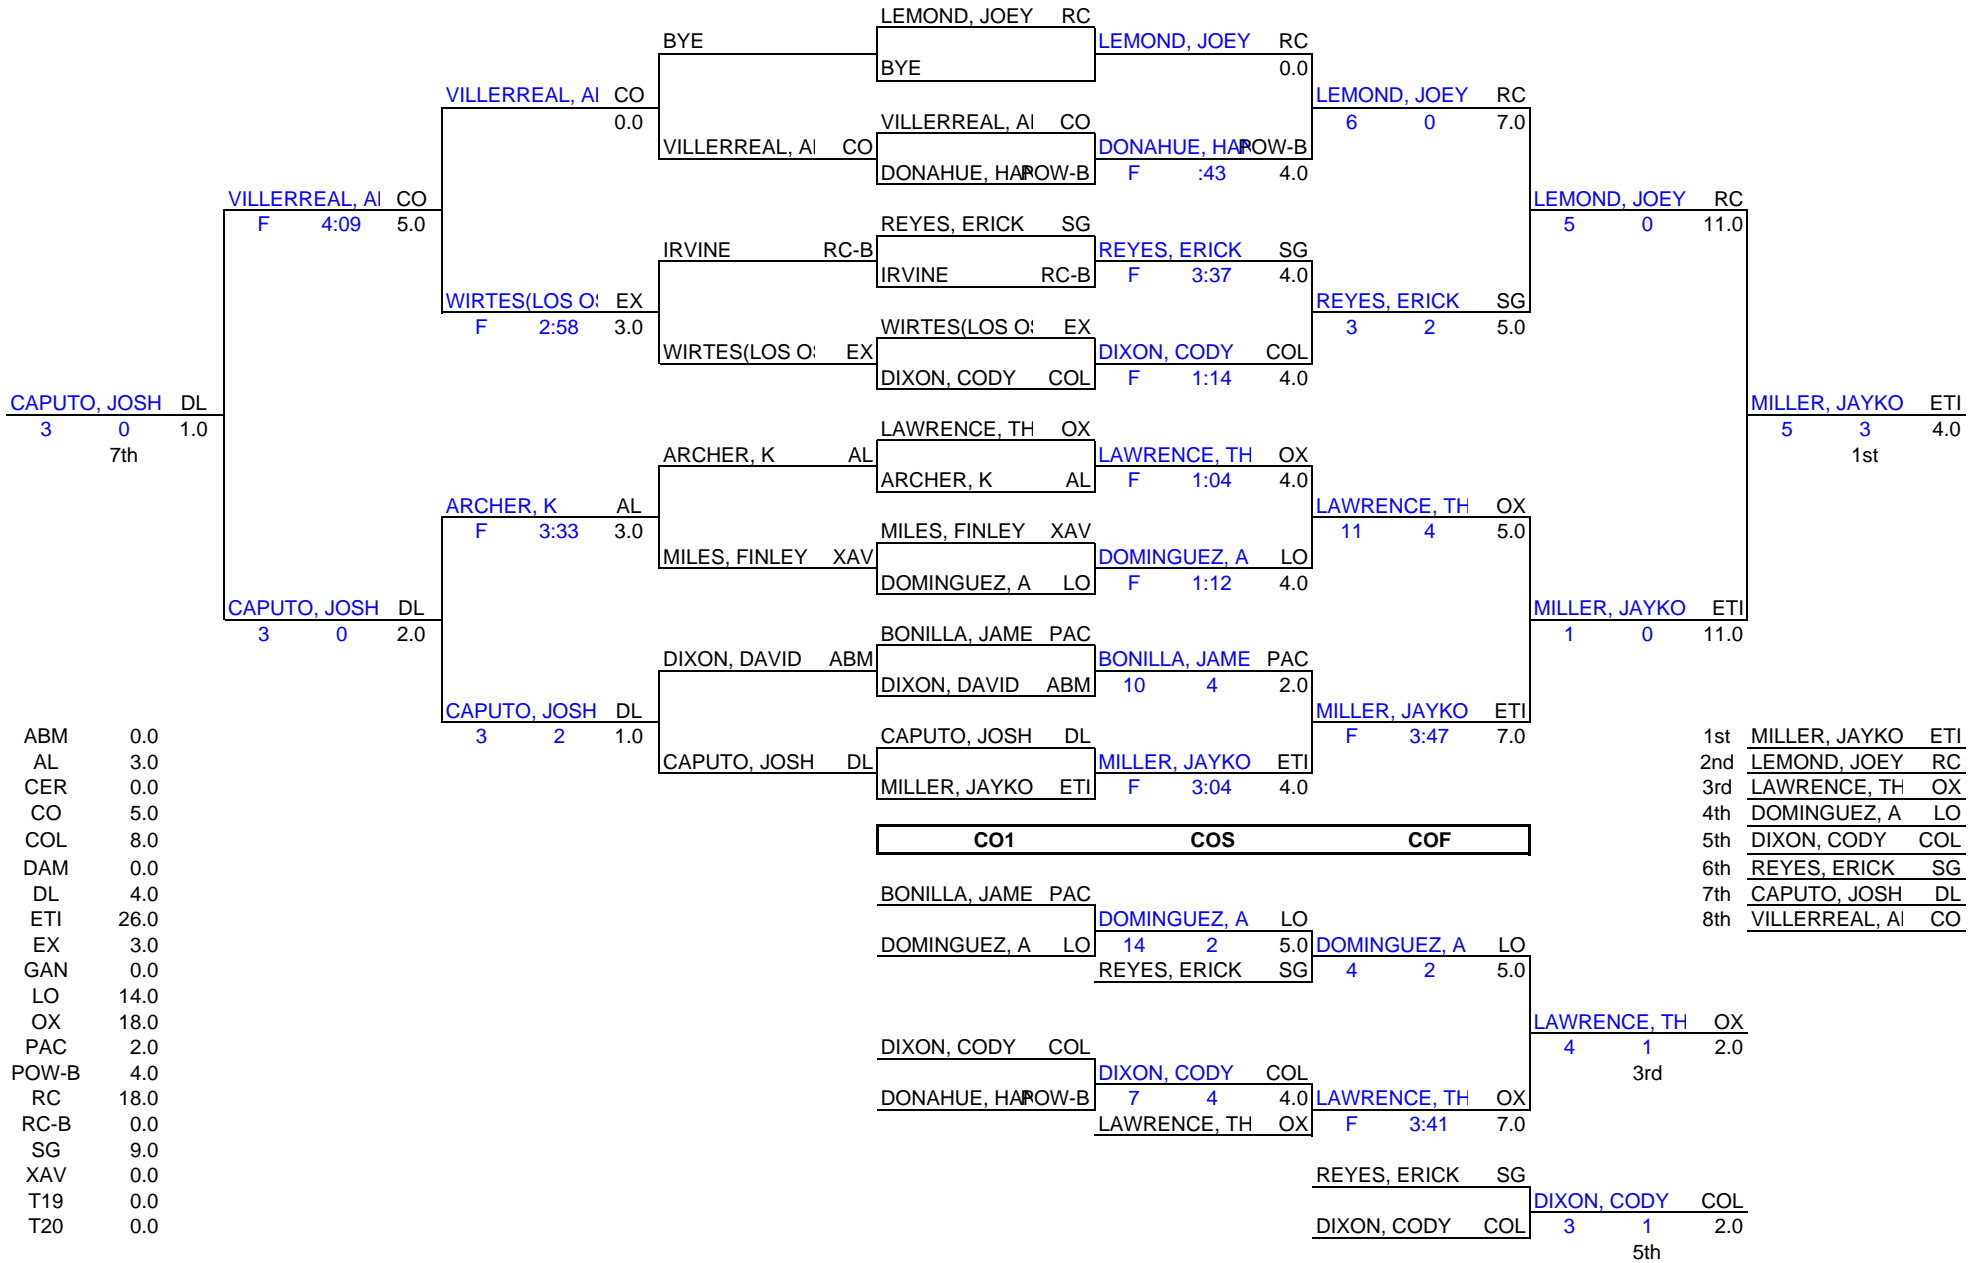 LEMOND, JOEY RC
BYE LEMOND, JOEY RC
BYE 0.0
VILLERREAL, AI CO LEMOND, JOEY RC
0.0 VILLERREAL, AI CO 6 0 7.0
VILLERREAL, AI CO DONAHUE, HAR POW-B
DONAHUE, HAR POW-B F :43 4.0
VILLERREAL, AI CO LEMOND, JOEY RC
F 4:09 5.0 REYES, ERICK SG 5 0 11.0
IRVINE RC-B REYES, ERICK SG
IRVINE RC-B F 3:37 4.0
WIRTES(LOS O EX REYES, ERICK SG
F 2:58 3.0 WIRTES(LOS O EX 3 2 5.0
WIRTES(LOS O EX DIXON, CODY COL
DIXON, CODY COL F 1:14 4.0
CAPUTO, JOSH DL MILLER, JAYKO ETI
3 0 1.0 LAWRENCE, TH OX 5 3 4.0
7th ARCHER, K AL LAWRENCE, TH OX 1st
ARCHER, K AL F 1:04 4.0
ARCHER, K AL LAWRENCE, TH OX
F 3:33 3.0 MILES, FINLEY XAV 11 4 5.0
MILES, FINLEY XAV DOMINGUEZ, A LO
DOMINGUEZ, A LO F 1:12 4.0
CAPUTO, JOSH DL MILLER, JAYKO ETI
3 0 2.0 BONILLA, JAME PAC 1 0 11.0
DIXON, DAVID ABM BONILLA, JAME PAC
DIXON, DAVID ABM 10 4 2.0
CAPUTO, JOSH DL MILLER, JAYKO ETI
ABM 0.0 3 2 1.0 CAPUTO, JOSH DL F 3:47 7.0 1st MILLER, JAYKO ETI
AL 3.0 CAPUTO, JOSH DL MILLER, JAYKO ETI 2nd LEMOND, JOEY RC
CER 0.0 MILLER, JAYKO ETI F 3:04 4.0 3rd LAWRENCE, TH OX
CO 5.0 4th DOMINGUEZ, A LO
COL 8.0 CO1 COS COF 5th DIXON, CODY COL
DAM 0.0 6th REYES, ERICK SG
DL 4.0 BONILLA, JAME PAC 7th CAPUTO, JOSH DL
ETI 26.0 DOMINGUEZ, A LO 8th VILLERREAL, AI CO
EX 3.0 DOMINGUEZ, A LO 14 2 5.0 DOMINGUEZ, A LO
GAN 0.0 REYES, ERICK SG 4 2 5.0
LO 14.0
OX 18.0 LAWRENCE, TH OX
PAC 2.0 DIXON, CODY COL 4 1 2.0
POW-B 4.0 DIXON, CODY COL 3rd
RC 18.0 DONAHUE, HAR POW-B 7 4 4.0 LAWRENCE, TH OX
RC-B 0.0 LAWRENCE, TH OX F 3:41 7.0
SG 9.0
XAV 0.0 REYES, ERICK SG
T19 0.0 DIXON, CODY COL
T20 0.0 DIXON, CODY COL 3 1 2.0
5th